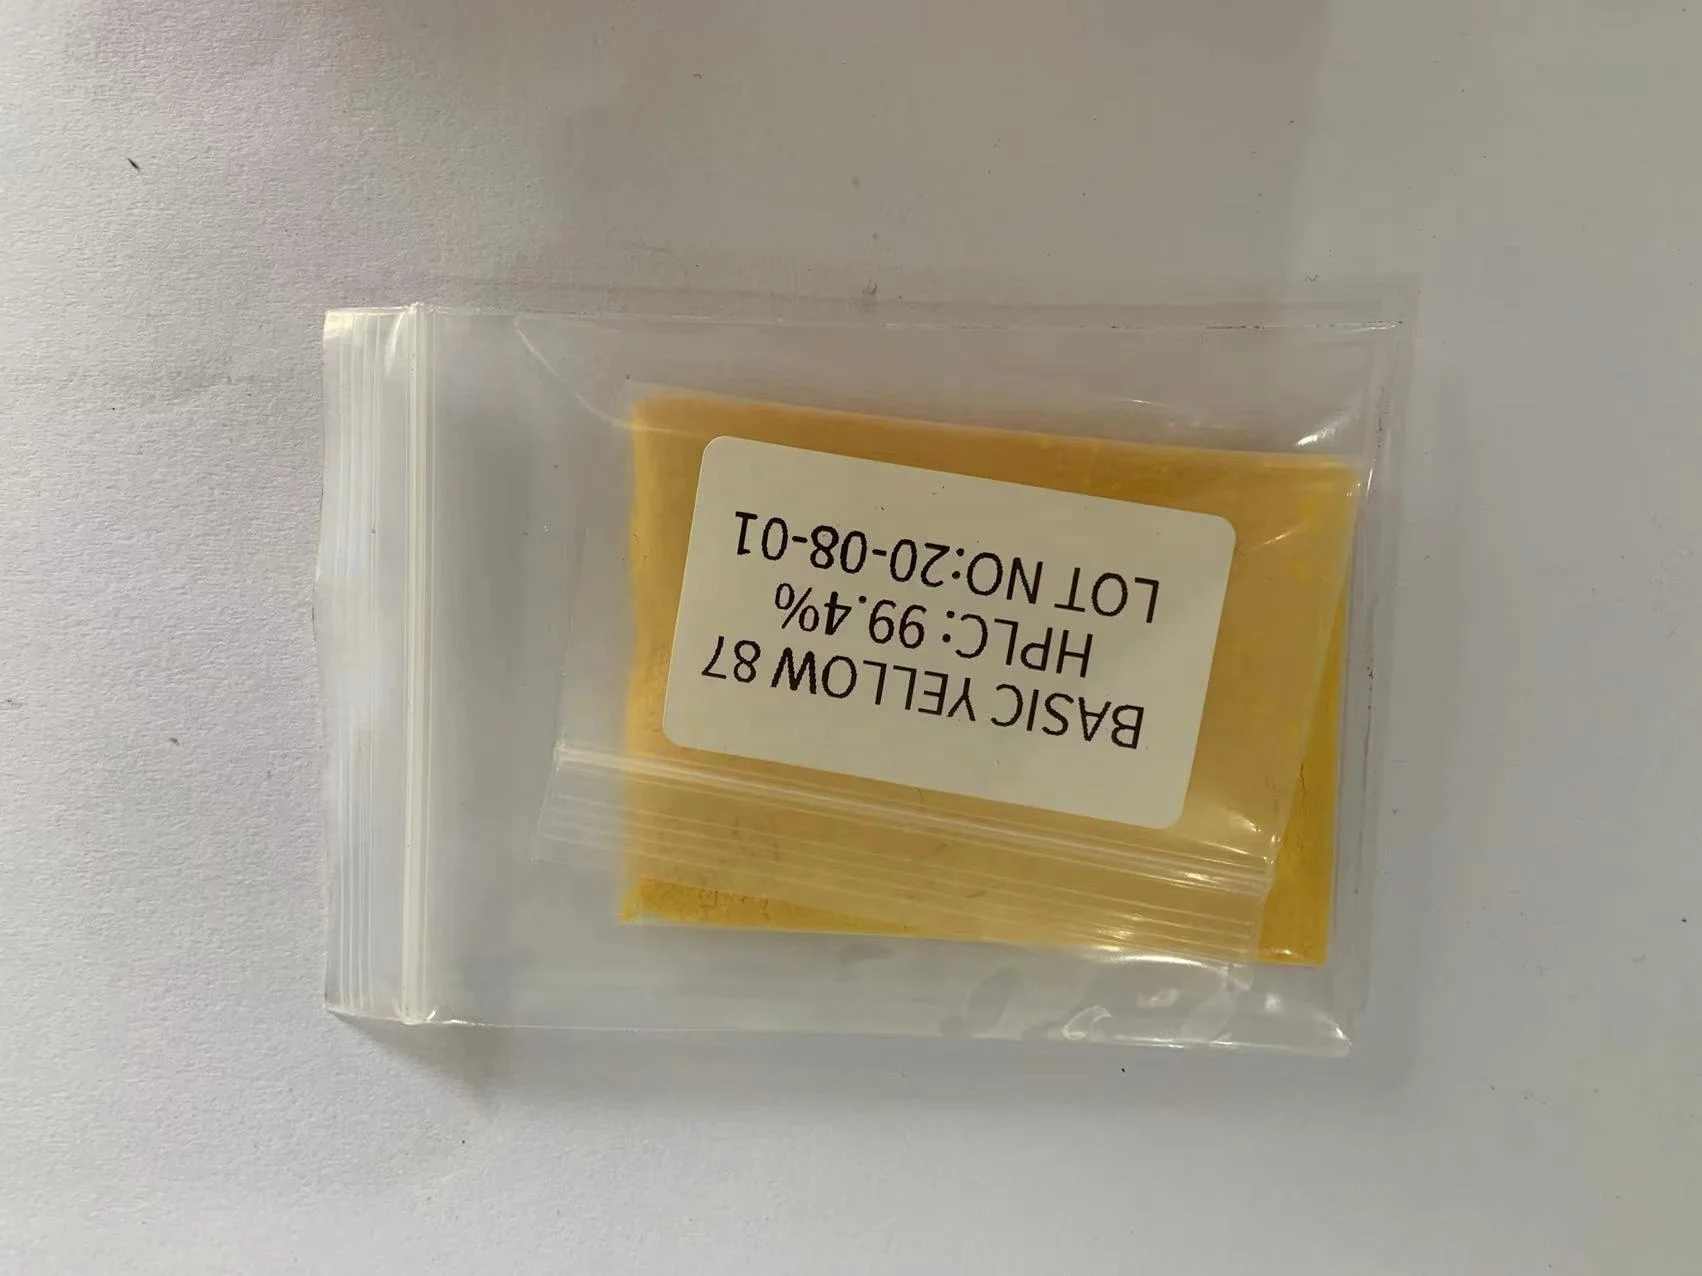 BASIC YELLOW 87
HPLC: 99.4%
LOT NO:20-08-01